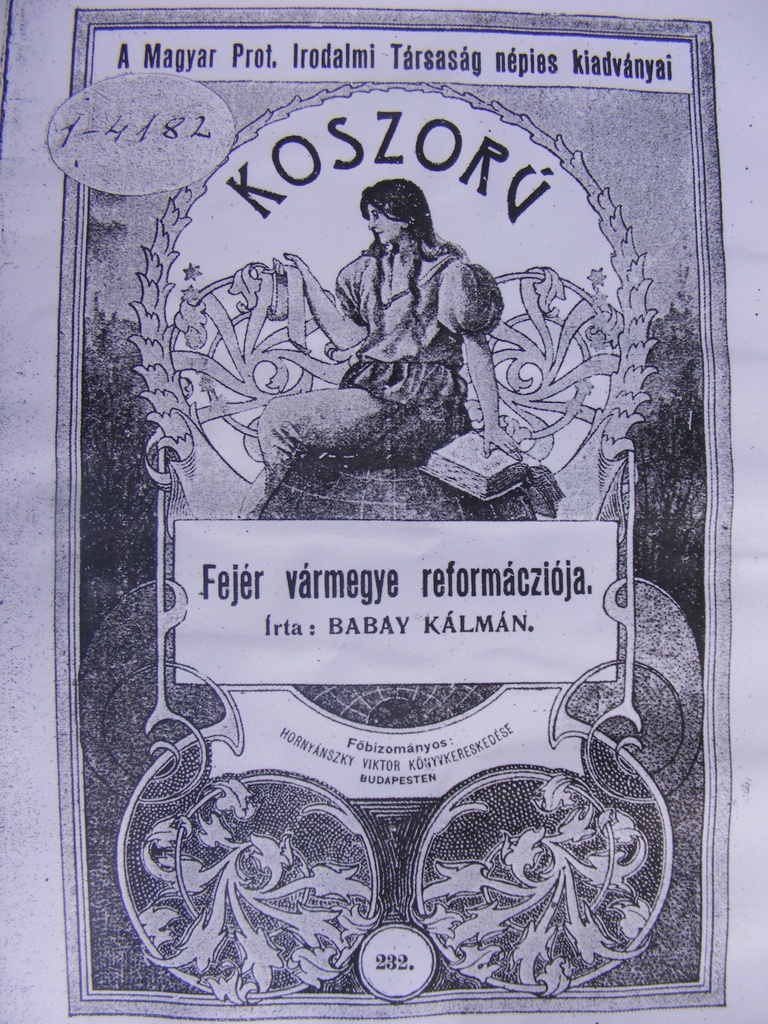 A Magyar Prot. Irodalmi Társaság népies kiadványai
1-4182
KOSZORÚ
Fejér vármegye reformácziója.
Írta: BABAY KÁLMÁN.
Főbizományos:
HORNYÁNSZKY VIKTOR KÖNYVKERESKEDÉSE
BUDAPESTEN
232.